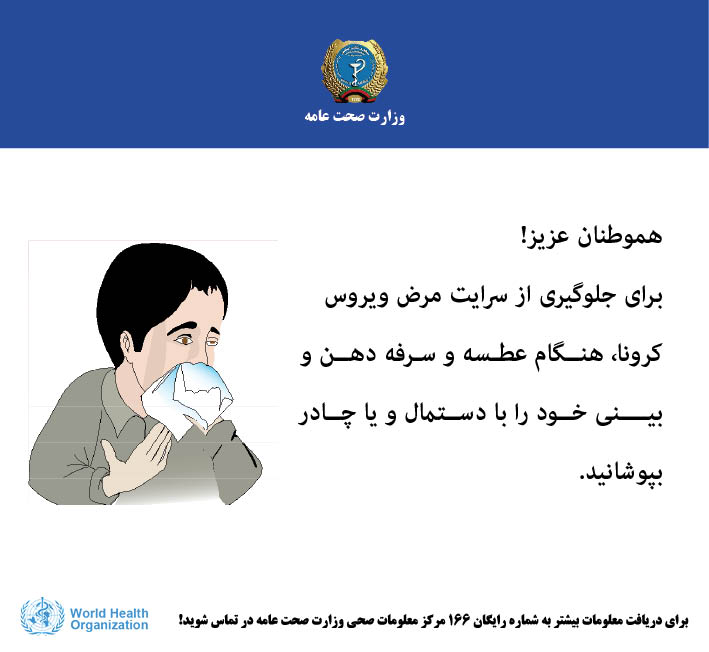 وزارت صحت عامه
هموطنان عزیز!
برای جلوگیری از سرایت مرض ویروس
کرونا، هنگام عطسه و سرفه دهن و
بینی خود را با دستمال و یا چادر
بپوشانید.
برای دریافت معلومات بیشتر به شماره رایگان ۱۶۶ مرکز معلومات صحی وزارت صحت عامه در تماس شوید!
World Health
Organization